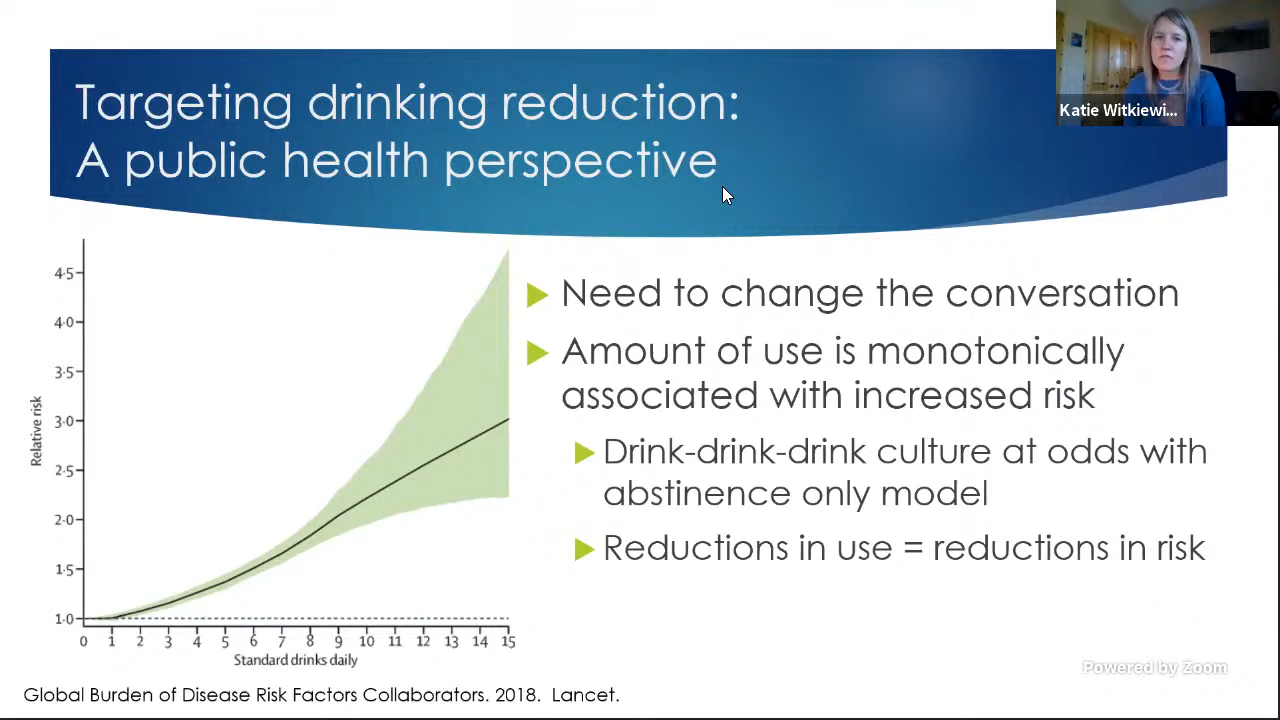 Targeting drinking reduction:
A public health perspective
Katie Witkiewi...
4·5
4·0
3·5
3·0
2·5
2·0
1·5
1·0
Relative risk
0 1 2 3 4 5 6 7 8 9 10 11 12 13 14 15
Standard drinks daily
Need to change the conversation
Amount of use is monotonically
associated with increased risk
Drink-drink-drink culture at odds with
abstinence only model
Reductions in use = reductions in risk
Powered by Zoom
Global Burden of Disease Risk Factors Collaborators. 2018. Lancet.